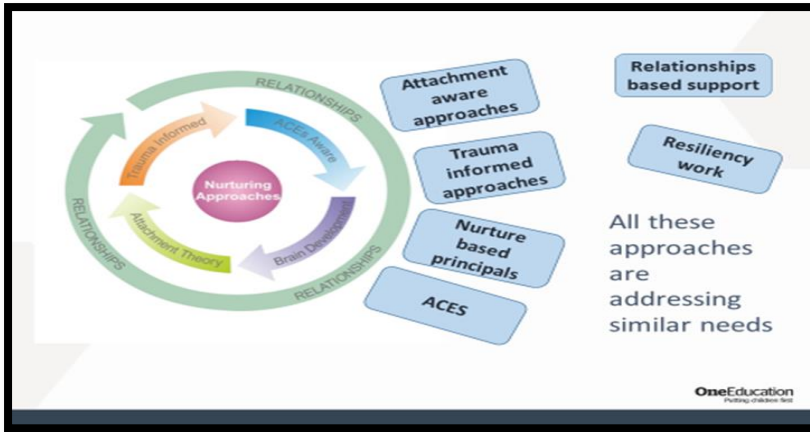 RELATIONSHIPS
Trauma Informed
ACEs Aware
Nurturing
Approaches
Attachment Theory
Brain Development
RELATIONSHIPS
RELATIONSHIPS
Attachment
aware
approaches
Trauma
informed
approaches
Nurture
based
principals
ACES
Relationships
based support
Resiliency
work
All these
approaches
are
addressing
similar needs
OneEducation
Putting children first